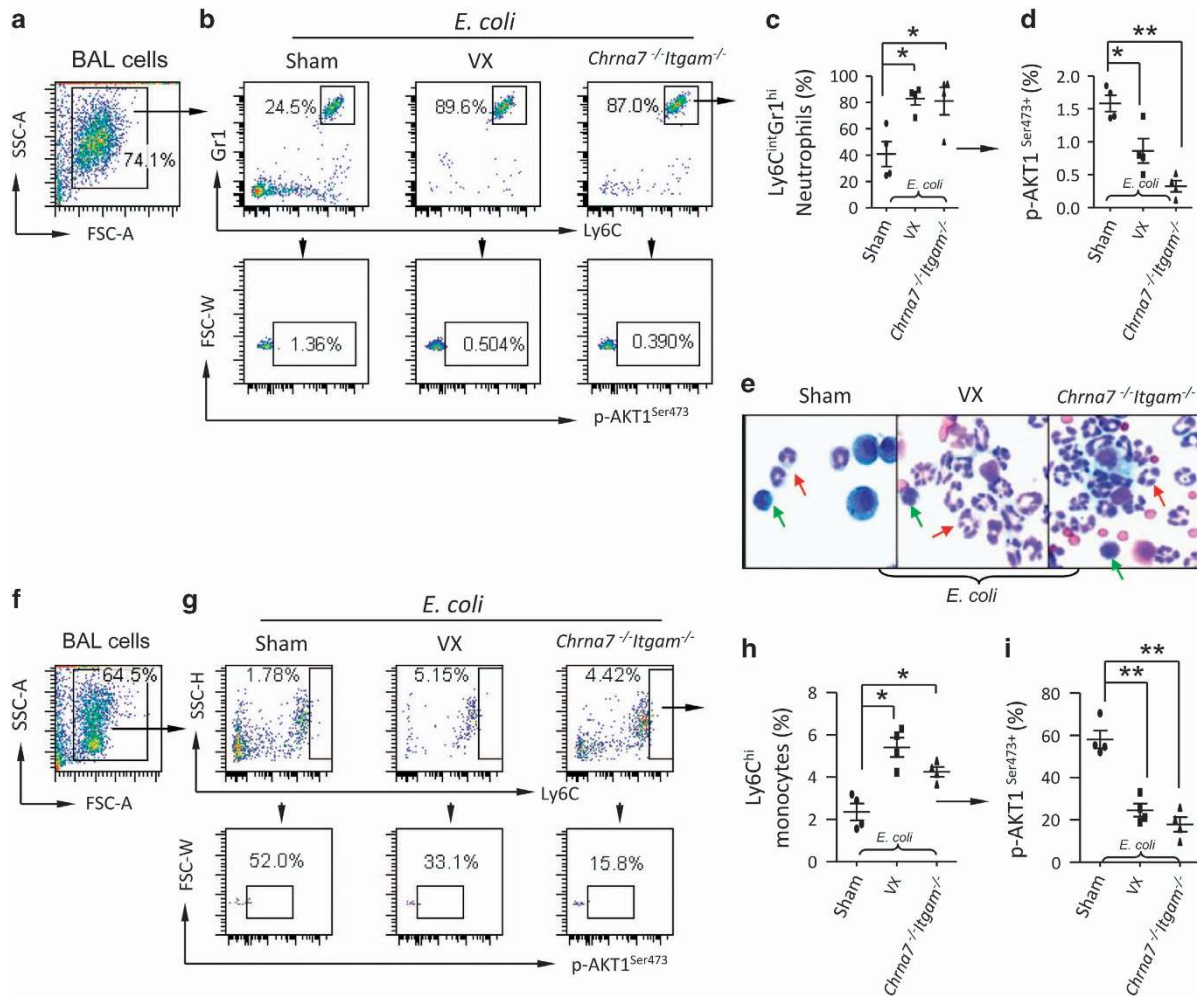 a
BAL cells
SSC-A
74.1%
FSC-A
b
E. coli
Sham
VX
Chrna7 -/-Itgam-/-
Gr1
24.5%
89.6%
87.0%
Ly6C
FSC-W
1.36%
0.504%
0.390%
p-AKT1Ser473
c
Ly6CintGr1hi
Neutrophils (%)
100
80
60
40
20
0
*
*
E. coli
Sham
VX
Chrna7 -/-Itgam-/-
d
p-AKT1 Ser473+ (%)
2.0
1.5
1.0
0.5
0.0
**
*
E. coli
Sham
VX
Chrna7 -/-Itgam-/-
e
Sham
VX
Chrna7 -/-Itgam-/-
E. coli
f
BAL cells
SSC-A
64.5%
FSC-A
g
E. coli
Sham
VX
Chrna7 -/-Itgam-/-
SSC-H
1.78%
5.15%
4.42%
Ly6C
FSC-W
52.0%
33.1%
15.8%
p-AKT1Ser473
h
Ly6Chi
monocytes (%)
8
6
4
2
0
*
*
E. coli
Sham
VX
Chrna7 -/-Itgam-/-
i
p-AKT1 Ser473+ (%)
80
60
40
20
0
**
**
E. coli
Sham
VX
Chrna7 -/-Itgam-/-